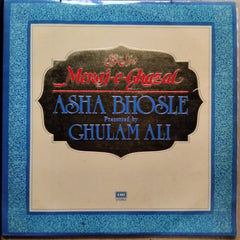 Meraj-e-Ghazal
ASHA BHOSLE
Presented by
GHULAM ALI
EMI